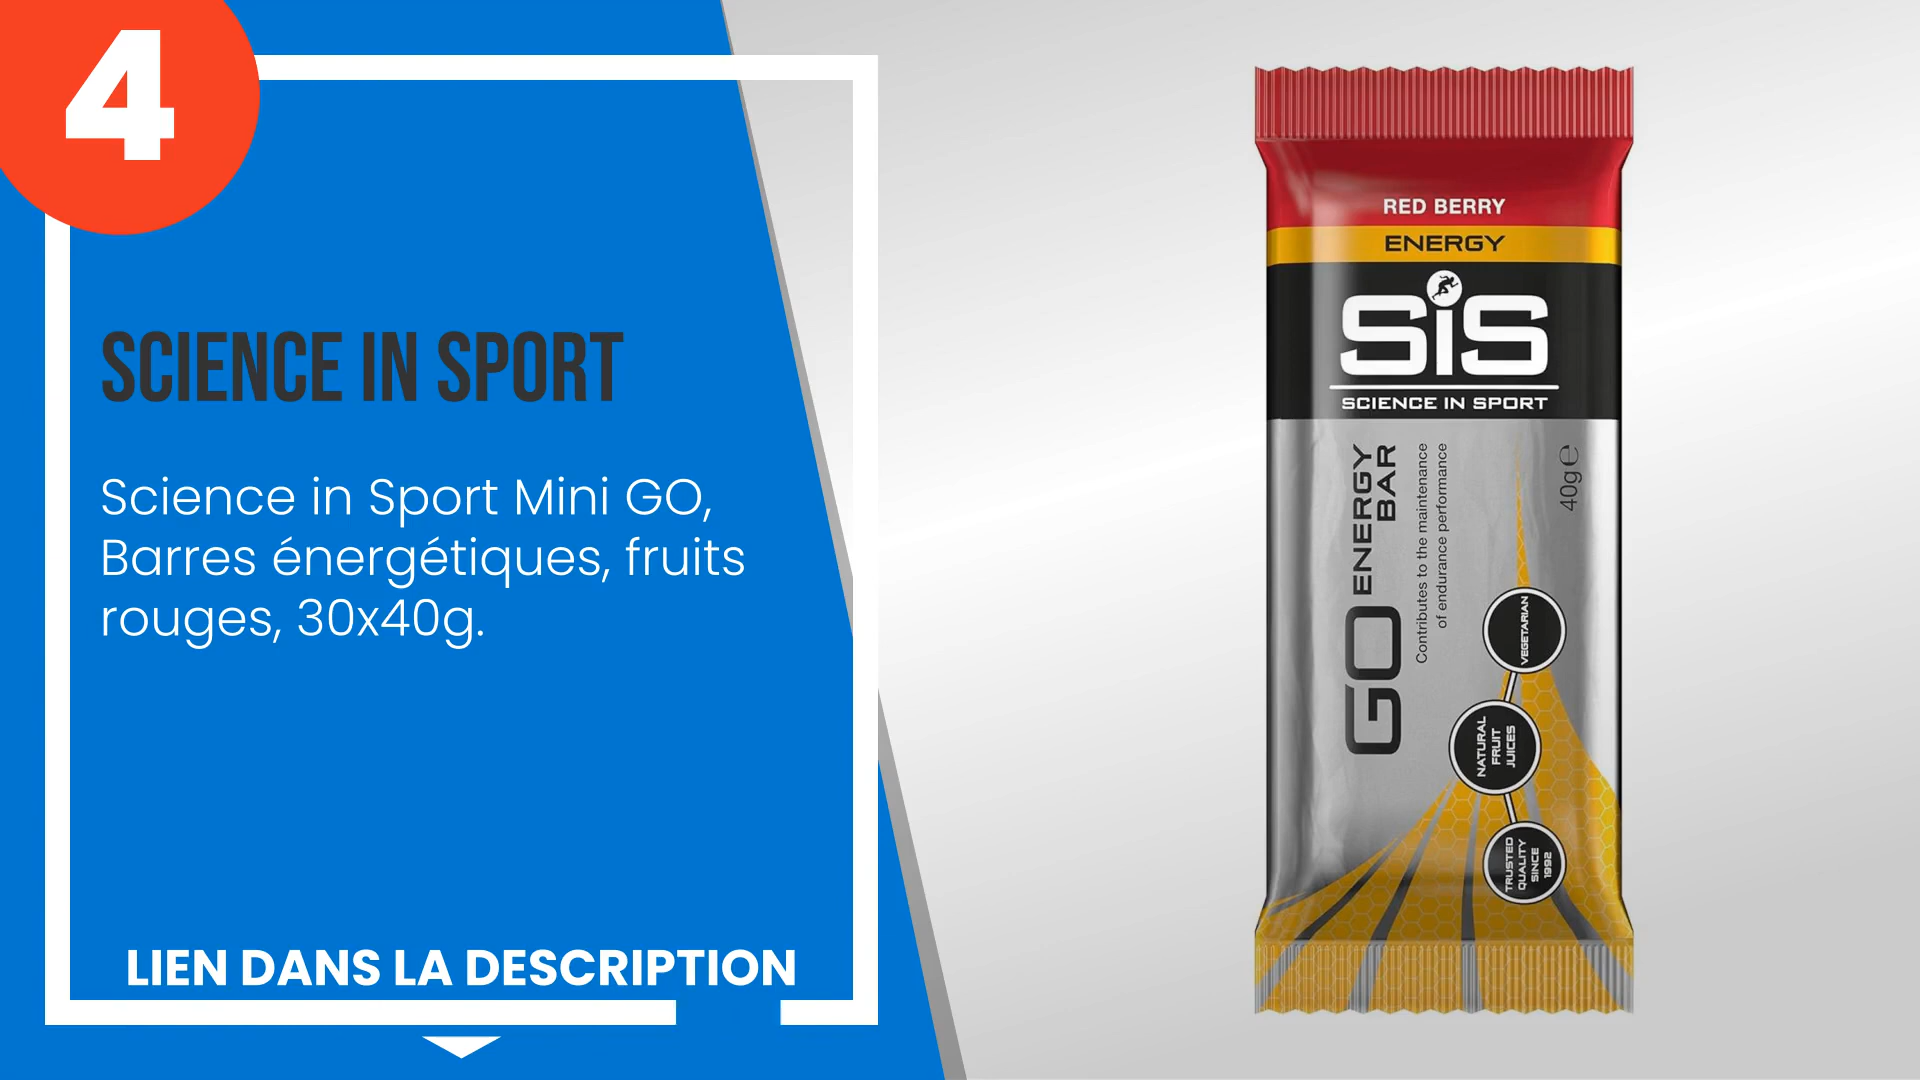 4
SCIENCE IN SPORT
Science in Sport Mini GO,
Barres énergétiques, fruits
rouges, 30x40g.
LIEN DANS LA DESCRIPTION
RED BERRY
ENERGY
SiS
SCIENCE IN SPORT
GO ENERGY
BAR
Contributes to the maintenance
of endurance performance
40g℮
VEGETARIAN
NATURAL
FRUIT
JUICES
TRUSTED
QUALITY
SINCE
1992